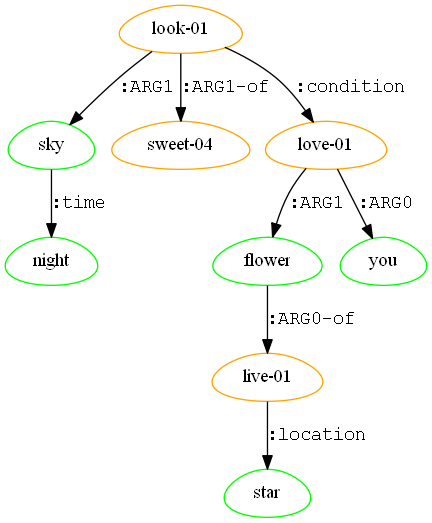 look-01
:ARG1 :ARG1-of :condition
sky sweet-04 love-01
:time :ARG1 :ARG0
night flower you
:ARG0-of
live-01
:location
star